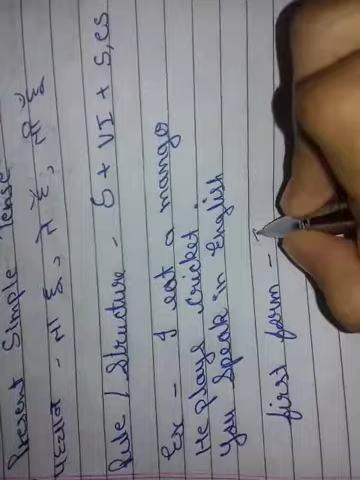 Present Simple Tense
पहचान - ता हूँ, ते हैं, ती हूँ
Rule / Structure - S + VI + S, es
Ex - I eat a mango
He plays cricket.
You speak in English
first form -